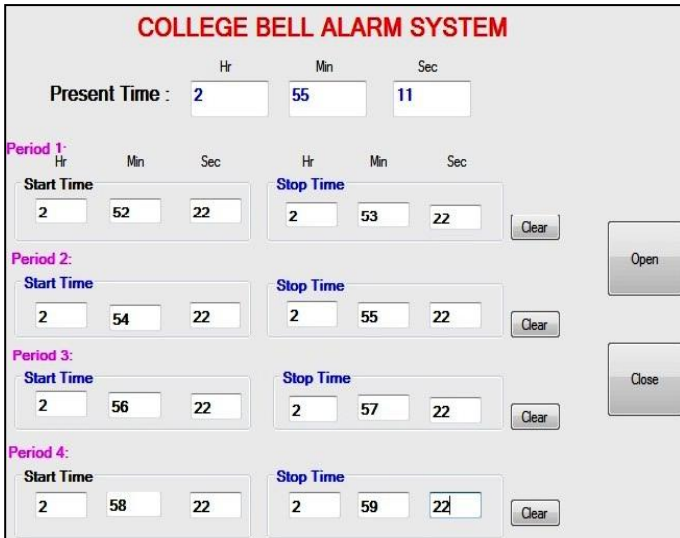 COLLEGE BELL ALARM SYSTEM
Hr Min Sec
Present Time : 2 55 11
Period 1:
Hr Min Sec Hr Min Sec
Start Time Stop Time
2 52 22 2 53 22 Clear
Period 2:
Start Time Stop Time
2 54 22 2 55 22 Clear
Open
Period 3:
Start Time Stop Time
2 56 22 2 57 22 Clear
Close
Period 4:
Start Time Stop Time
2 58 22 2 59 22 Clear